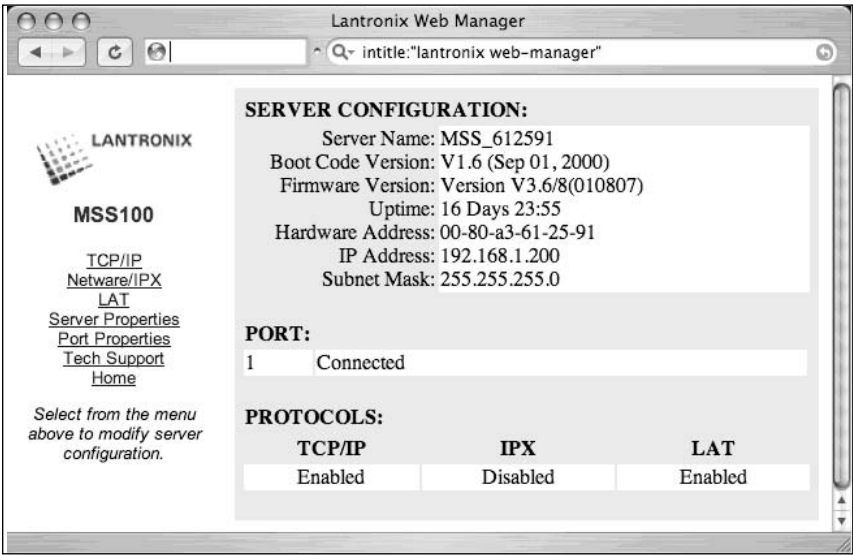 Lantronix Web Manager
intitle:"lantronix web-manager"
LANTRONIX
MSS100
TCP/IP
Netware/IPX
LAT
Server Properties
Port Properties
Tech Support
Home
Select from the menu
above to modify server
configuration.
SERVER CONFIGURATION:
Server Name: MSS_612591
Boot Code Version: V1.6 (Sep 01, 2000)
Firmware Version: Version V3.6/8(010807)
Uptime: 16 Days 23:55
Hardware Address: 00-80-a3-61-25-91
IP Address: 192.168.1.200
Subnet Mask: 255.255.255.0
PORT:
1 Connected
PROTOCOLS:
TCP/IP IPX LAT
Enabled Disabled Enabled